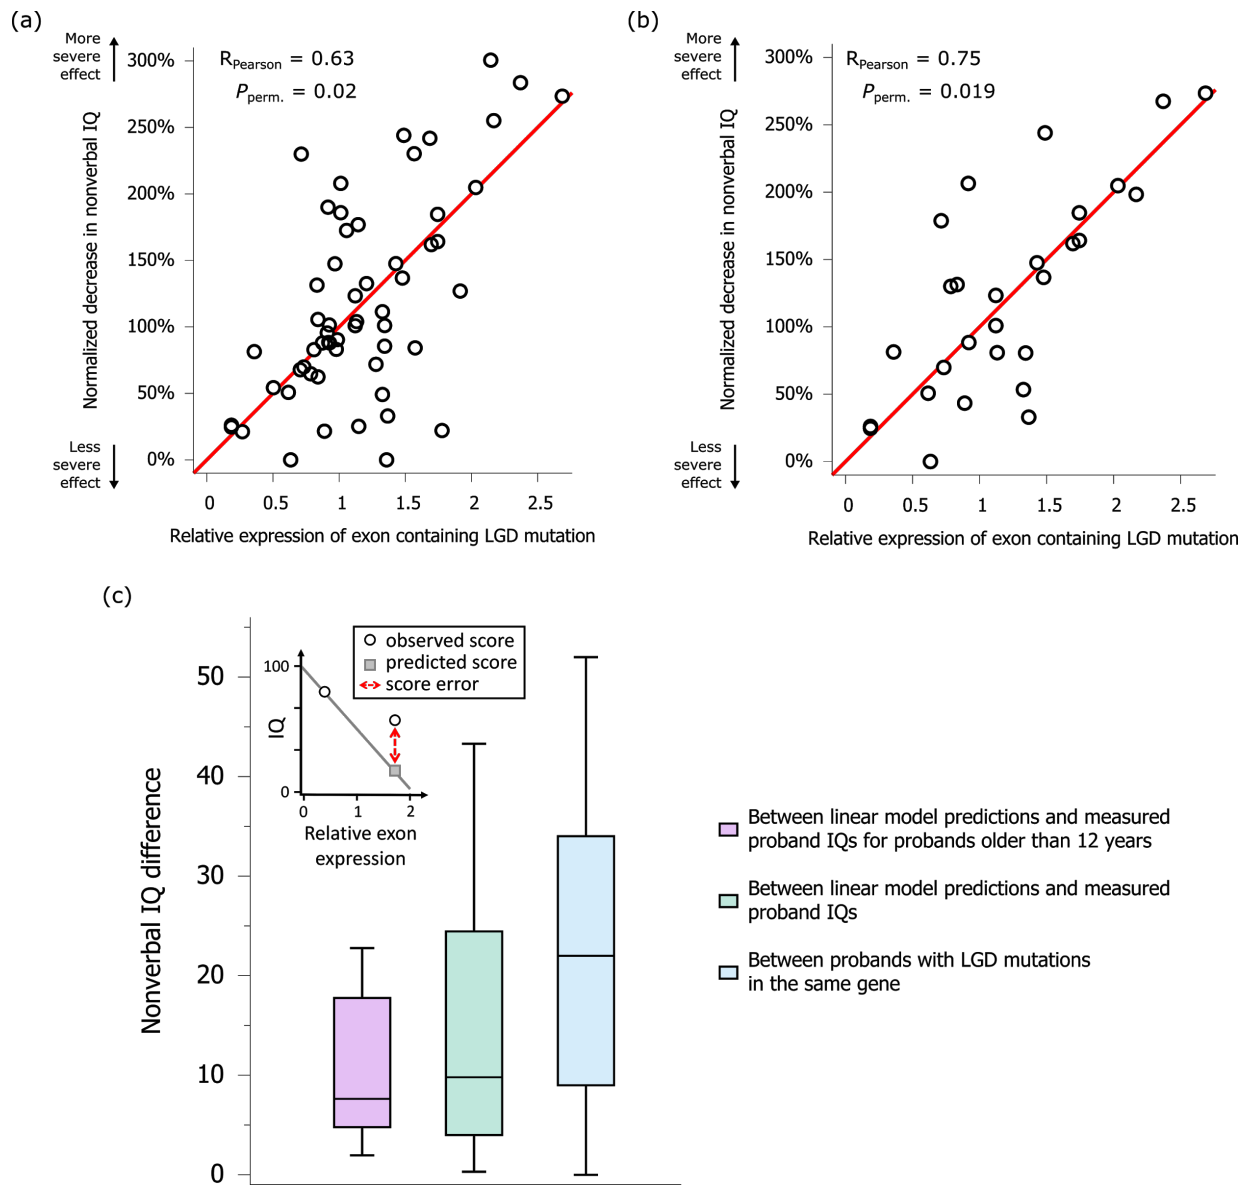 (a)
More
severe
effect
300%
250%
200%
150%
100%
50%
0%
Normalized decrease in nonverbal IQ
Less
severe
effect
R_Pearson = 0.63
P_perm. = 0.02
0 0.5 1 1.5 2 2.5
Relative expression of exon containing LGD mutation
(b)
More
severe
effect
300%
250%
200%
150%
100%
50%
0%
Normalized decrease in nonverbal IQ
Less
severe
effect
R_Pearson = 0.75
P_perm. = 0.019
0 0.5 1 1.5 2 2.5
Relative expression of exon containing LGD mutation
(c)
Nonverbal IQ difference
50
40
30
20
10
0
observed score
predicted score
score error
100
IQ
0
0 1 2
Relative exon
expression
Between linear model predictions and measured
proband IQs for probands older than 12 years
Between linear model predictions and measured
proband IQs
Between probands with LGD mutations
in the same gene